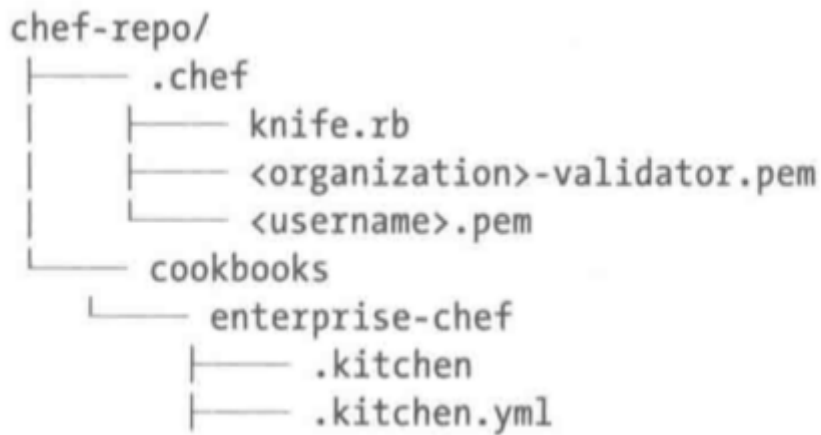 chef-repo/
├── .chef
│   ├── knife.rb
│   ├── <organization>-validator.pem
│   └── <username>.pem
└── cookbooks
    └── enterprise-chef
        ├── .kitchen
        ├── .kitchen.yml